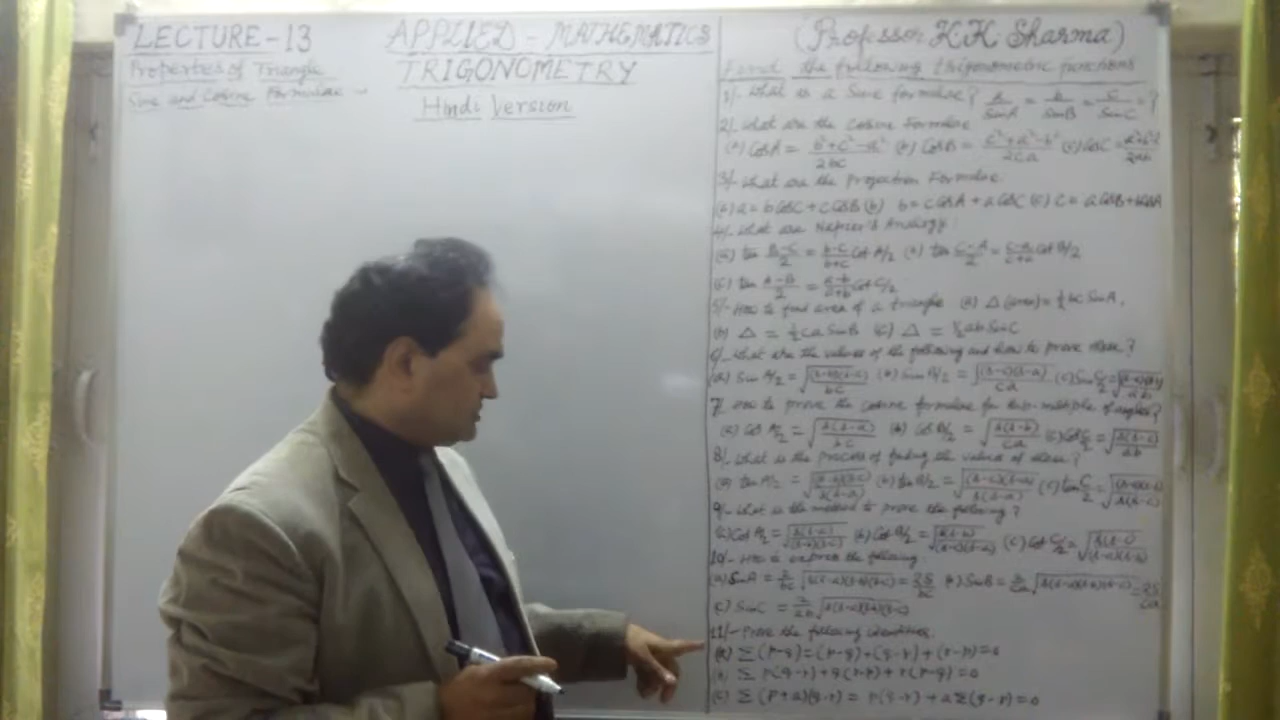 LECTURE-13
Properties of Triangle
Sine and Cosine Formulae
APPLIED - MATHEMATICS
TRIGONOMETRY
Hindi Version
(Professor K.K. Sharma)
Find the following trigonometric functions
1/- What is a Sine formulae? a/SinA = b/SinB = c/SinC = ?
2/- What are the Cosine Formulae
(a) CosA = b²+c²-a²/2bc (b) CosB = c²+a²-b²/2ca (c) CosC = a²+b²-c²/2ab
3/- What are the Projection Formulae.
(a) a = b CosC + c CosB (b) b = c CosA + a CosC (c) c = a CosB + b CosA
4/- What are Napier's Analogy:
(a) tan B-C/2 = b-c/b+c Cot A/2 (b) tan C-A/2 = c-a/c+a Cot B/2
(c) tan A-B/2 = a-b/a+b Cot C/2
5/- How to find area of a triangle (a) Δ (area) = ½ bc SinA,
(b) Δ = ½ ca SinB (c) Δ = ½ ab SinC
6/- What are the values of the following and how to prove these?
(a) Sin A/2 = √(s-b)(s-c)/bc (b) Sin B/2 = √(s-c)(s-a)/ca (c) Sin C/2 = √(s-a)(s-b)/ab
7/- How to prove the Cosine formulae for sub-multiple of angles?
(a) Cos A/2 = √s(s-a)/bc (b) Cos B/2 = √s(s-b)/ca (c) Cos C/2 = √s(s-c)/ab
8/- What is the process of finding the values of these?
(a) tan A/2 = √(s-b)(s-c)/s(s-a) (b) tan B/2 = √(s-c)(s-a)/s(s-b) (c) tan C/2 = √(s-a)(s-b)/s(s-c)
9/- What is the method to prove the following?
(a) Cot A/2 = √s(s-a)/(s-b)(s-c) (b) Cot B/2 = √s(s-b)/(s-c)(s-a) (c) Cot C/2 = √s(s-c)/(s-a)(s-b)
10/- How to express the following
(a) SinA = 2/bc √s(s-a)(s-b)(s-c) = 2S/bc (b) SinB = 2/ca √s(s-a)(s-b)(s-c) = 2S/ca
(c) SinC = 2/ab √s(s-a)(s-b)(s-c)
11/- Prove the following identities.
(a) Σ(p-q) = (p-q)+(q-r)+(r-p) = 0
Σ p(q-r)+q(r-p)+r(p-q) = 0
(c) Σ(p+a)(q-r) = p(q-r)+aΣ(q-r) = 0